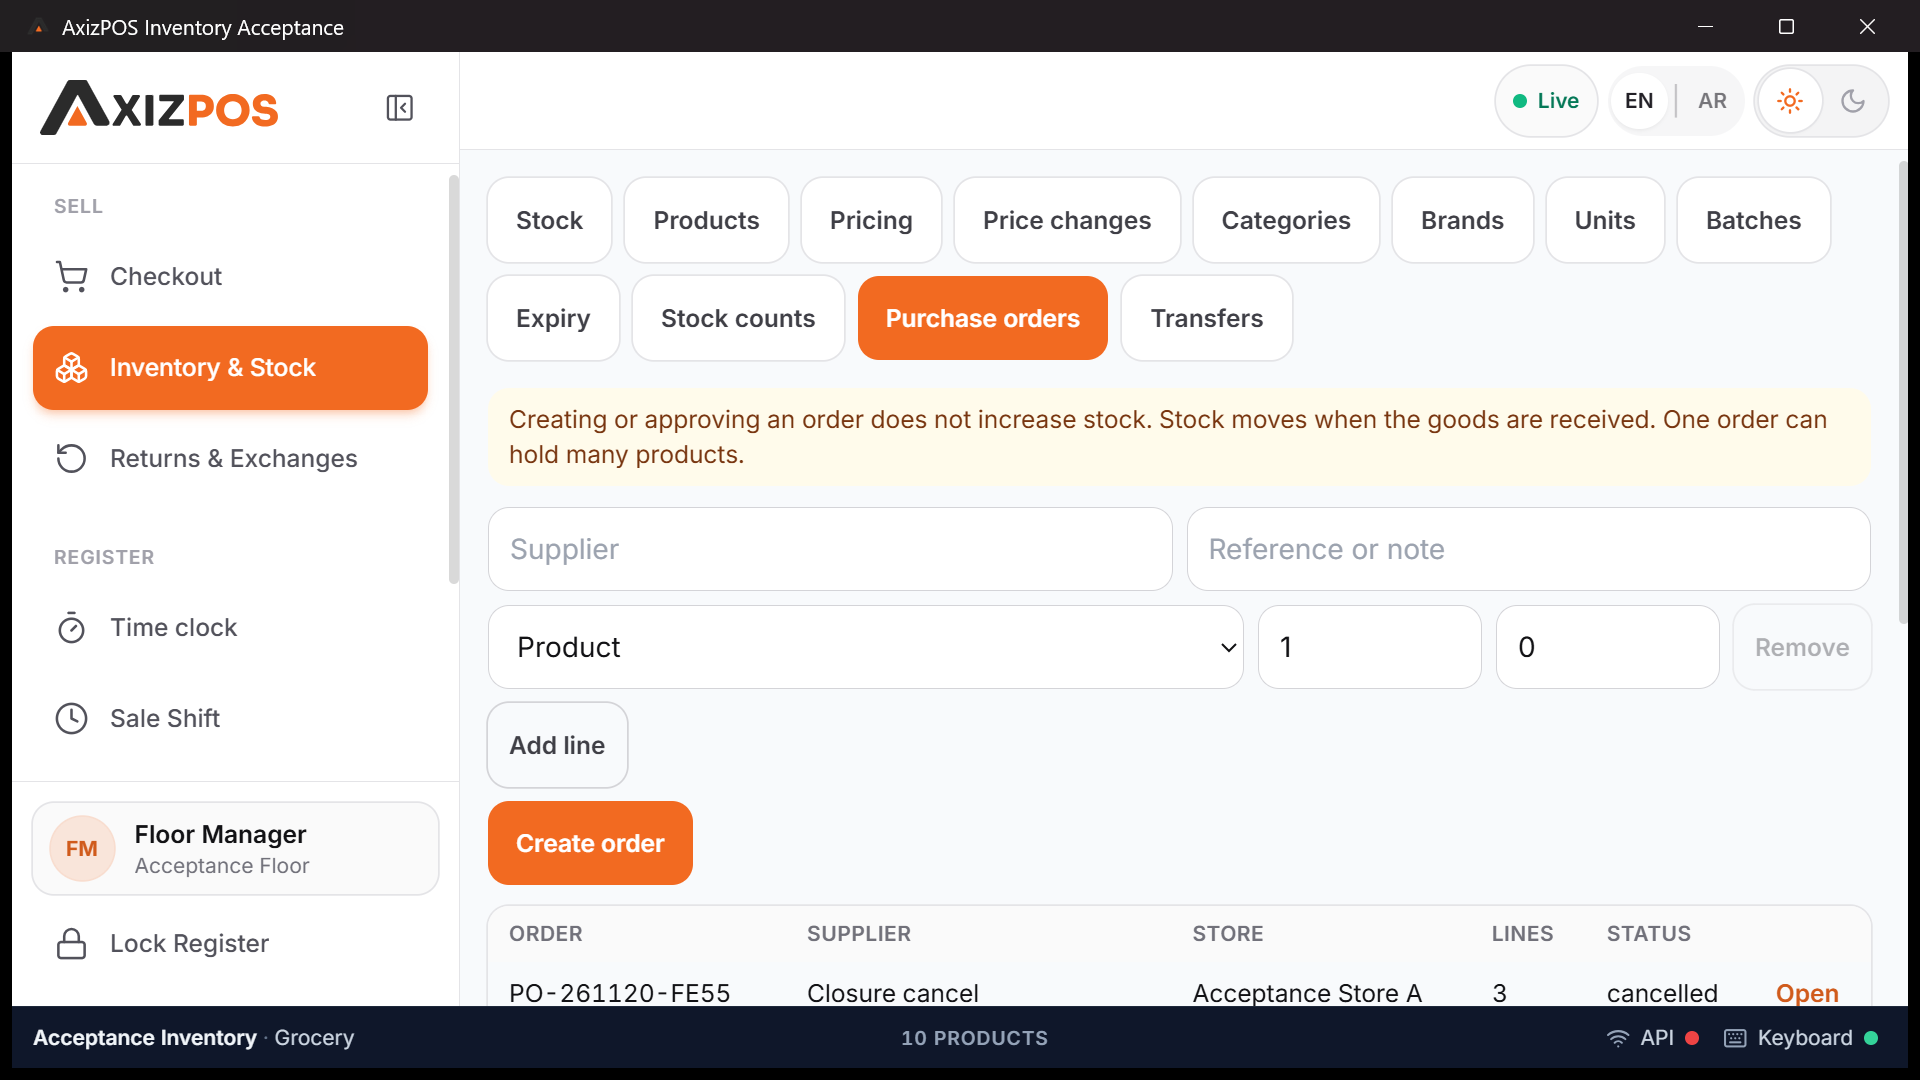 AxizPOS Inventory Acceptance
AXIZPOS
Live
EN
AR
SELL
Checkout
Inventory & Stock
Returns & Exchanges
REGISTER
Time clock
Sale Shift
FM
Floor Manager
Acceptance Floor
Lock Register
Stock
Products
Pricing
Price changes
Categories
Brands
Units
Batches
Expiry
Stock counts
Purchase orders
Transfers
Creating or approving an order does not increase stock. Stock moves when the goods are received. One order can
hold many products.
Supplier
Reference or note
Product
1
0
Remove
Add line
Create order
ORDER SUPPLIER STORE LINES STATUS
PO-261120-FE55 Closure cancel Acceptance Store A 3 cancelled Open
Acceptance Inventory · Grocery
10 PRODUCTS
API
Keyboard